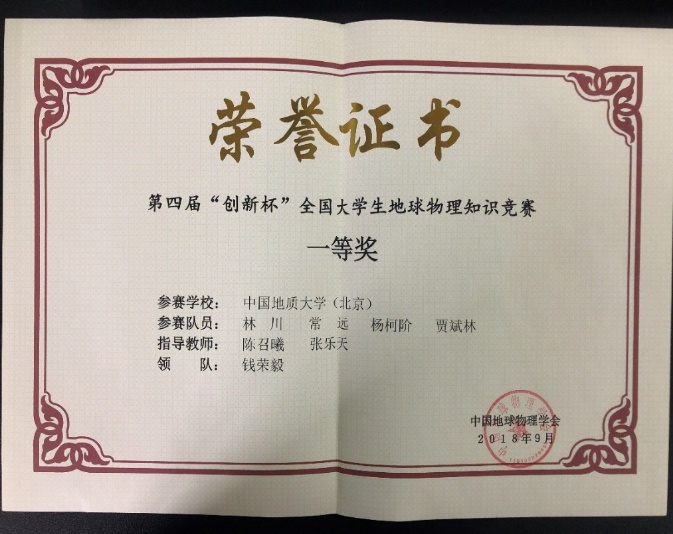 荣誉证书
第四届“创新杯”全国大学生地球物理知识竞赛
一等奖
参赛学校: 中国地质大学（北京）
参赛队员: 林 川 常 远 杨柯阶 贾斌林
指导教师: 陈召曦 张乐天
领 队: 钱荣毅
中国地球物理学会
2018年9月